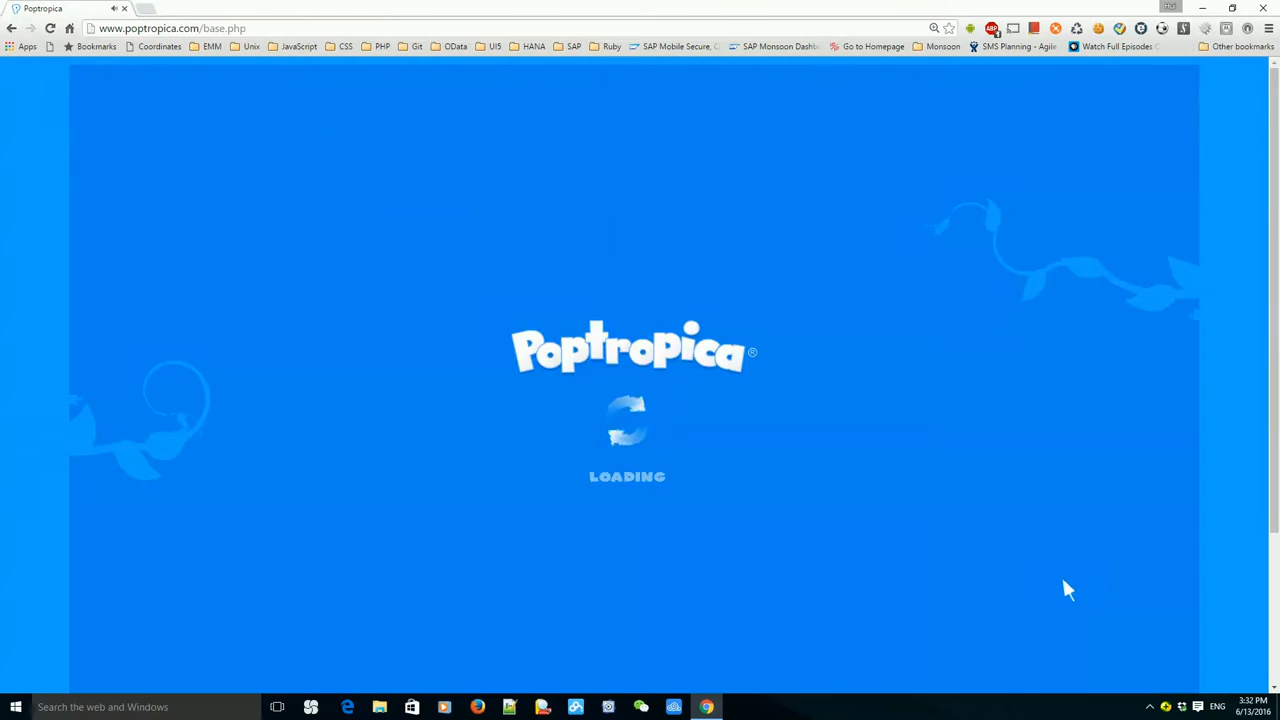 Poptropica
Hui
www.poptropica.com/base.php
Apps Bookmarks Coordinates EMM Unix JavaScript CSS PHP Git OData UI5 HANA SAP Ruby SAP Mobile Secure, C SAP Monsoon Dashb Go to Homepage Monsoon SMS Planning - Agile Watch Full Episodes Other bookmarks
Poptropica®
LOADING
Search the web and Windows
ENG
3:32 PM
6/13/2016